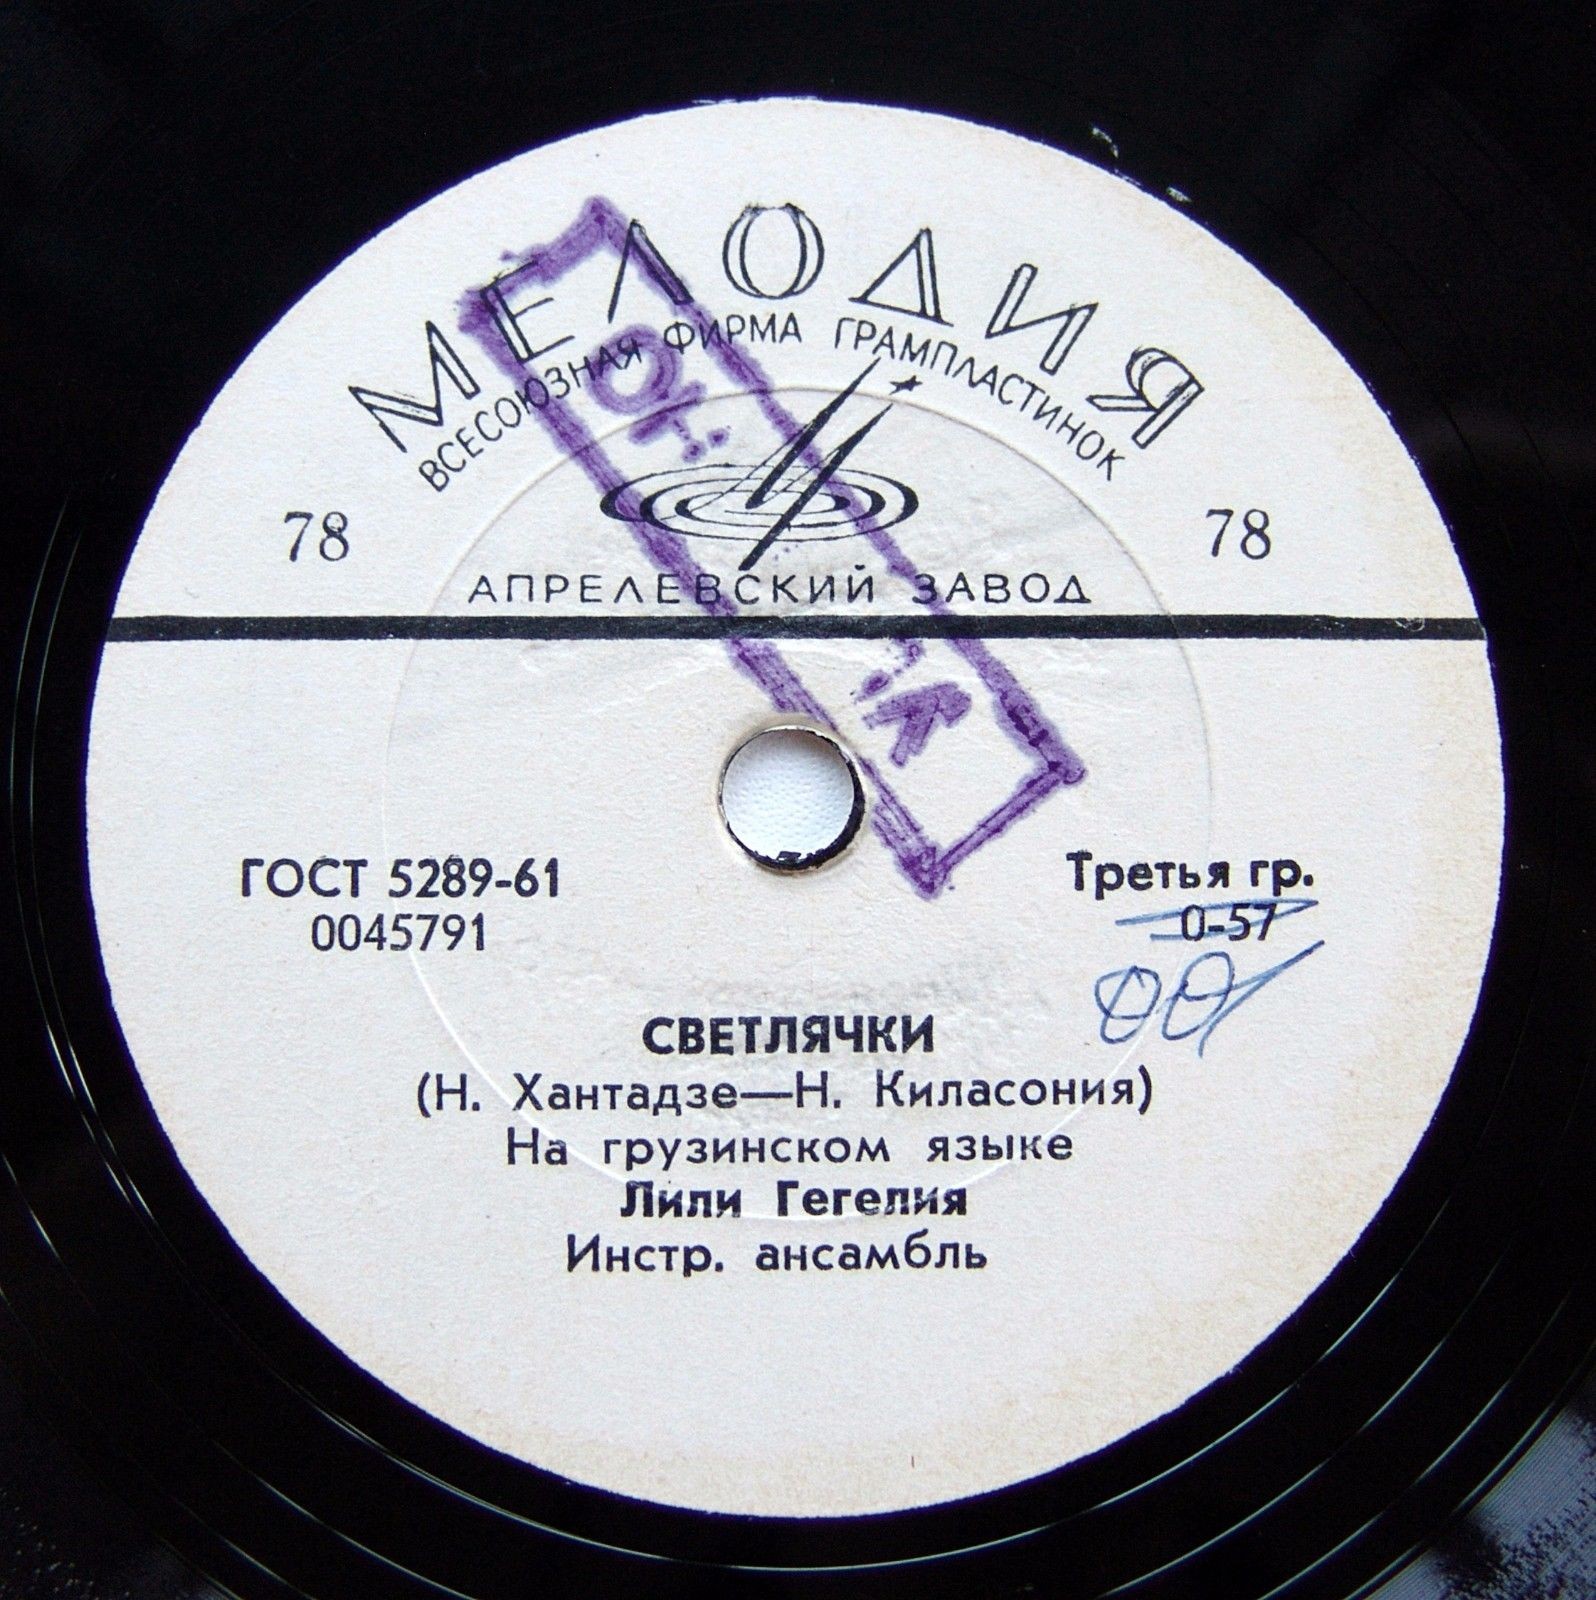 МЕЛОДИЯ
ВСЕСОЮЗНАЯ ФИРМА ГРАМПЛАСТИНОК
78 78
АПРЕЛЕВСКИЙ ЗАВОД
ГОСТ 5289-61
0045791
Третья гр.
0-57
СВЕТЛЯЧКИ
(Н. Хантадзе—Н. Киласония)
На грузинском языке
Лили Гегелия
Инстр. ансамбль